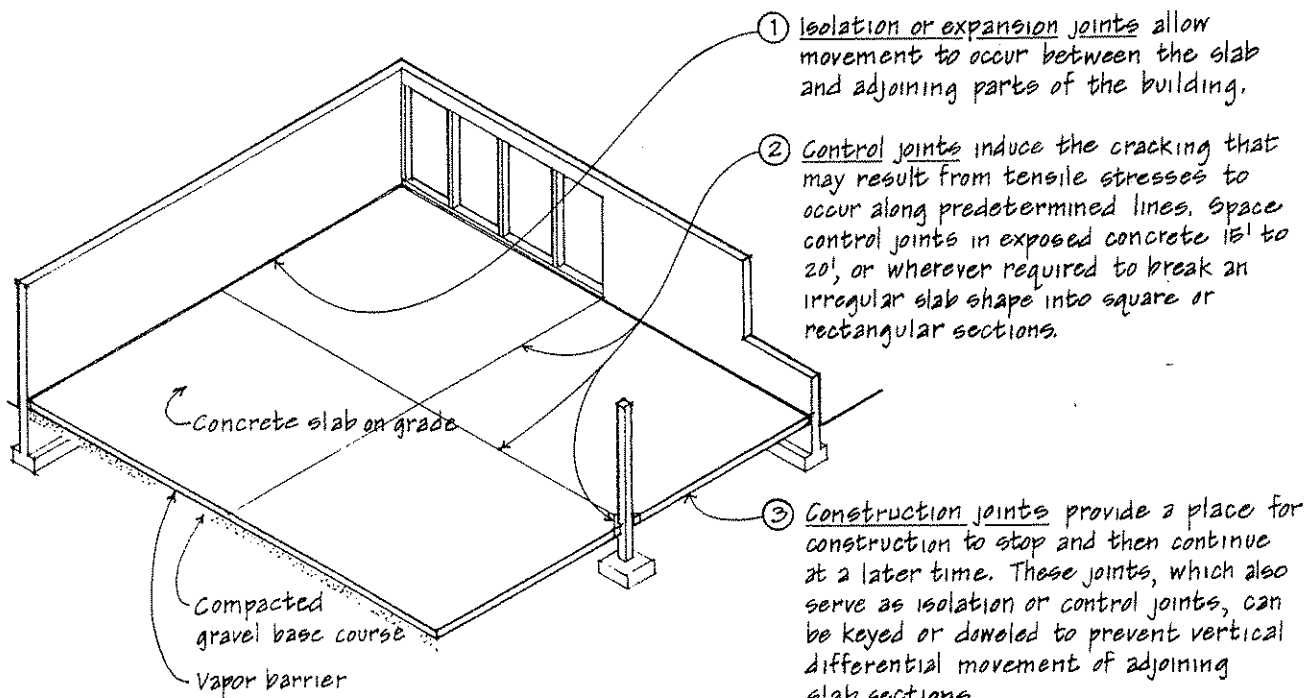 ① Isolation or expansion joints allow
movement to occur between the slab
and adjoining parts of the building.
② Control joints induce the cracking that
may result from tensile stresses to
occur along predetermined lines. Space
control joints in exposed concrete 15' to
20', or wherever required to break an
irregular slab shape into square or
rectangular sections.
Concrete slab on grade
③ Construction joints provide a place for
construction to stop and then continue
at a later time. These joints, which also
serve as isolation or control joints, can
be keyed or doweled to prevent vertical
differential movement of adjoining
slab sections
Compacted
gravel base course
Vapor barrier